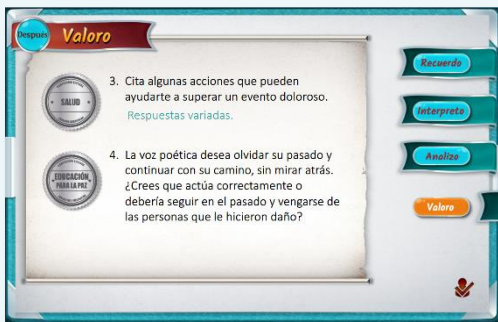 Después
Valoro
Recuerdo
Interpreto
Analizo
Valoro
SALUD
3. Cita algunas acciones que pueden
ayudarte a superar un evento doloroso.
Respuestas variadas.
EDUCACIÓN
PARA LA PAZ
4. La voz poética desea olvidar su pasado y
continuar con su camino, sin mirar atrás.
¿Crees que actúa correctamente o
debería seguir en el pasado y vengarse de
las personas que le hicieron daño?